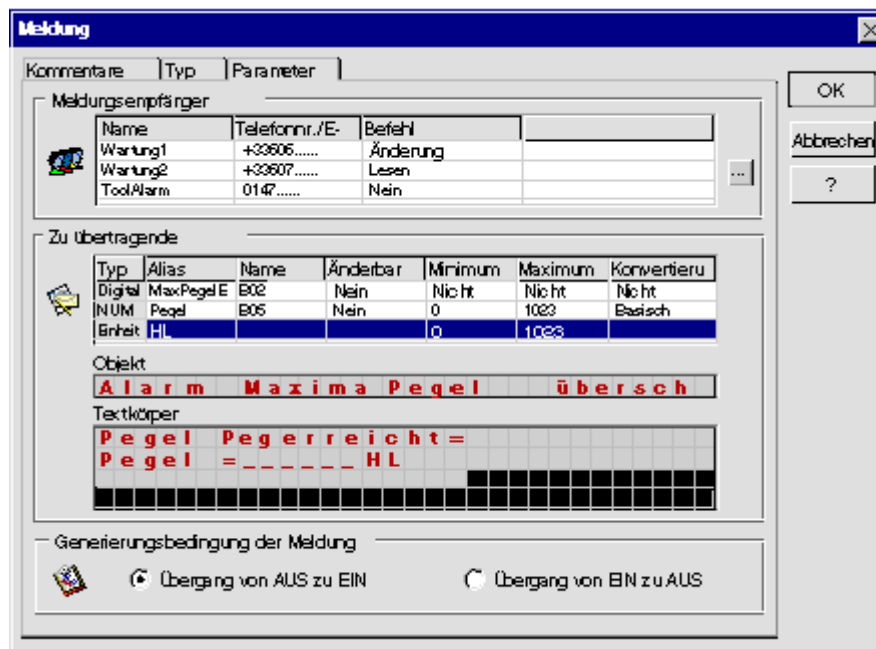 Meldung
Kommentare Typ Parameter
OK
Abbrechen
?
Meldungsempfänger
Name Telefonnr./E- Befehl
Wartung1 +33606...... Änderung
Wartung2 +33607...... Lesen
ToolAlarm 0147...... Nein
...
Zu übertragende
Typ Alias Name Änderbar Minimum Maximum Konvertieru
Digital MaxPegel E B02 Nein Nicht Nicht Nicht
NUM Pegel B05 Nein 0 1023 Basisch
Einheit HL 0 1023
Objekt
Alarm Maxima Pegel übersch
Textkörper
Pegel Pegerreicht=
Pegel =______HL
Generierungsbedingung der Meldung
Übergang von AUS zu EIN Übergang von EIN zu AUS